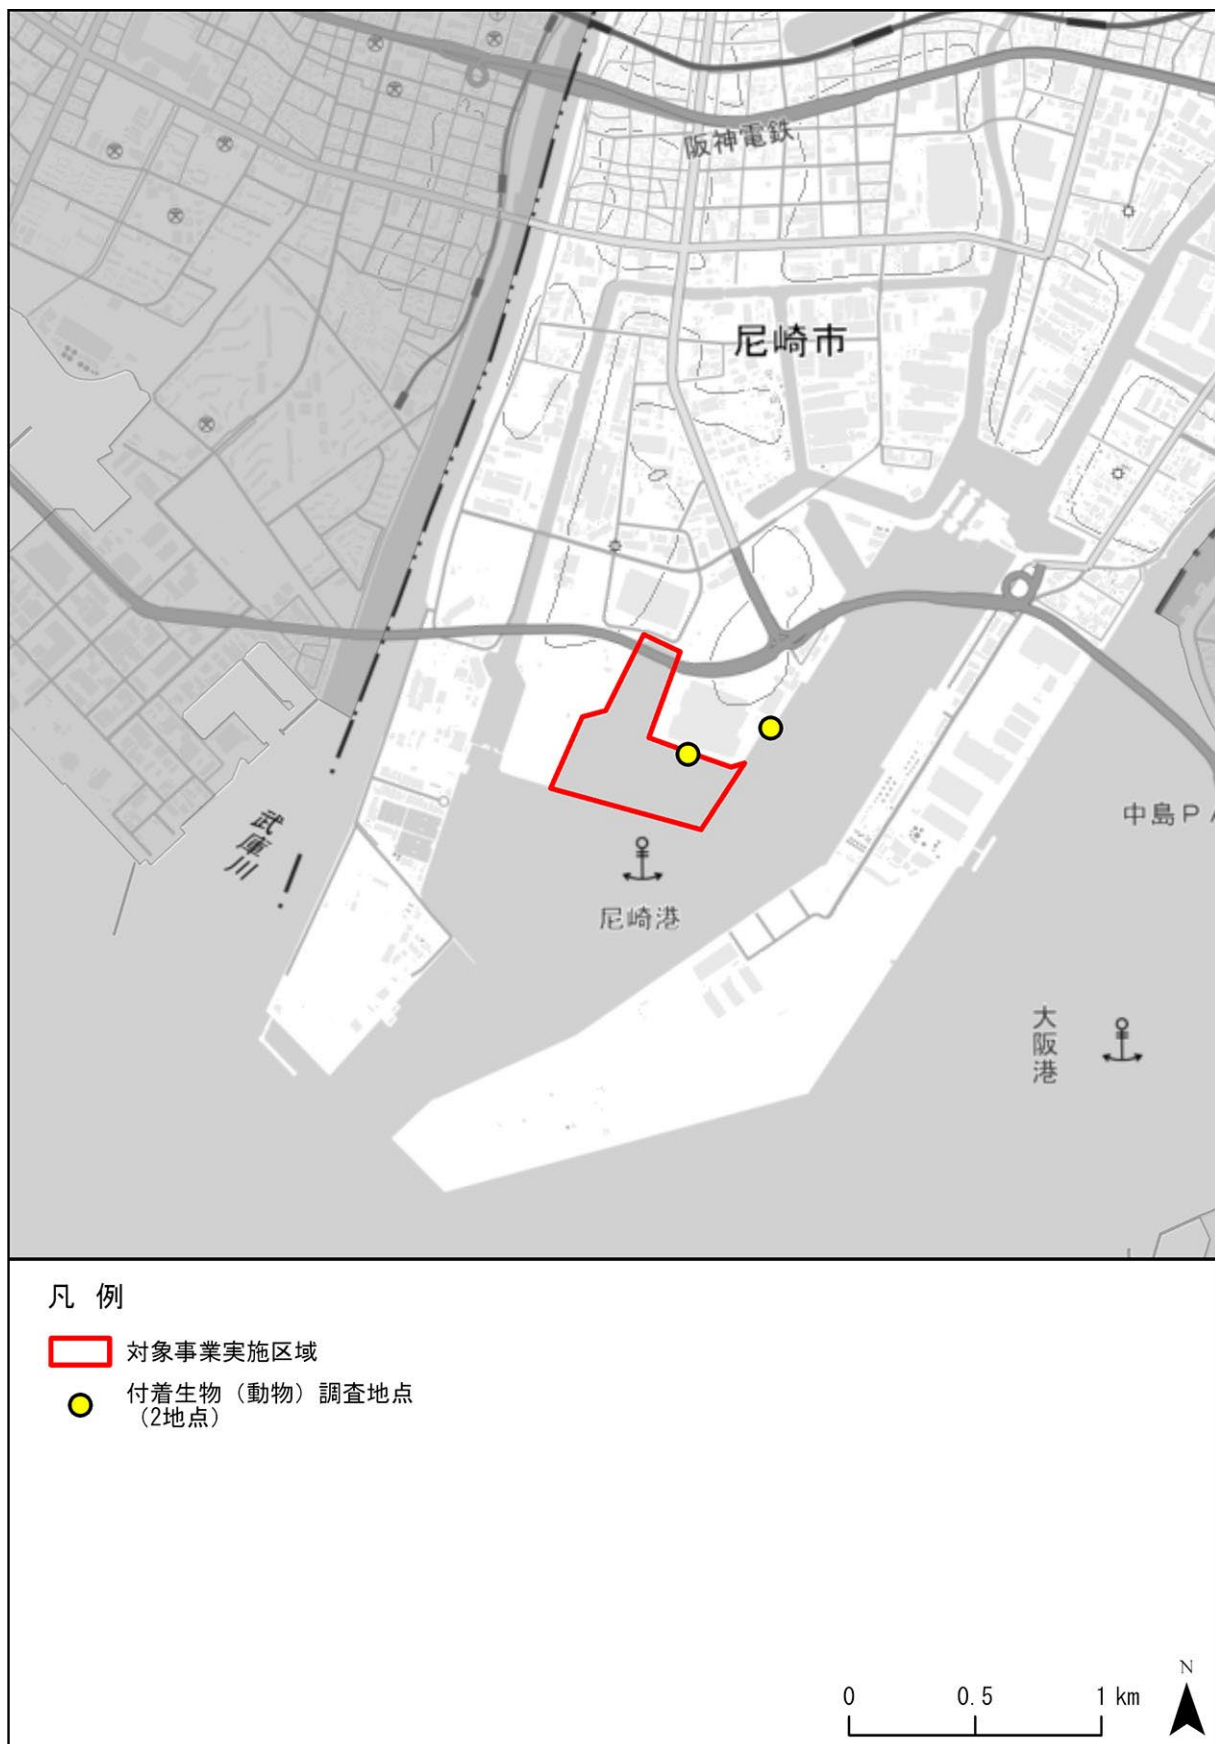 阪神電鉄
尼崎市
武庫川
尼崎港
中島P
大阪港
凡 例
対象事業実施区域
付着生物（動物）調査地点
（2地点）
0 0.5 1 km
N